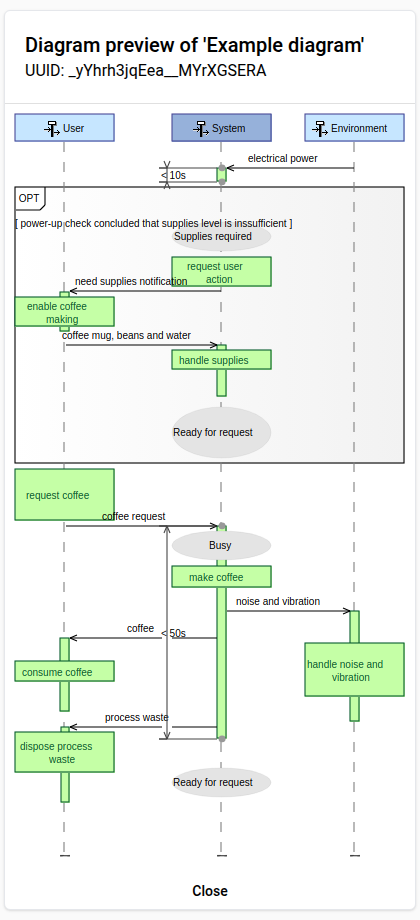 Diagram preview of 'Example diagram'
UUID: _yYhrh3jqEea__MYrXGSERA
User
System
Environment
electrical power
< 10s
OPT
[ power-up check concluded that supplies level is inssufficient ]
Supplies required
request user
action
need supplies notification
enable coffee
making
coffee mug, beans and water
handle supplies
Ready for request
request coffee
coffee request
Busy
make coffee
noise and vibration
coffee
< 50s
handle noise and
vibration
consume coffee
process waste
dispose process
waste
Ready for request
Close